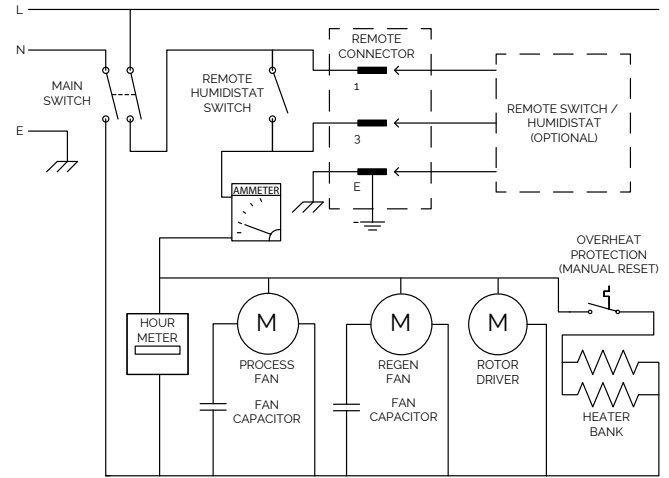 L
N
E
MAIN
SWITCH
REMOTE
HUMIDISTAT
SWITCH
REMOTE
CONNECTOR
1
3
E
REMOTE SWITCH /
HUMIDISTAT
(OPTIONAL)
AMMETER
OVERHEAT
PROTECTION
(MANUAL RESET)
HOUR
METER
M
PROCESS
FAN
FAN
CAPACITOR
M
REGEN
FAN
FAN
CAPACITOR
M
ROTOR
DRIVER
HEATER
BANK